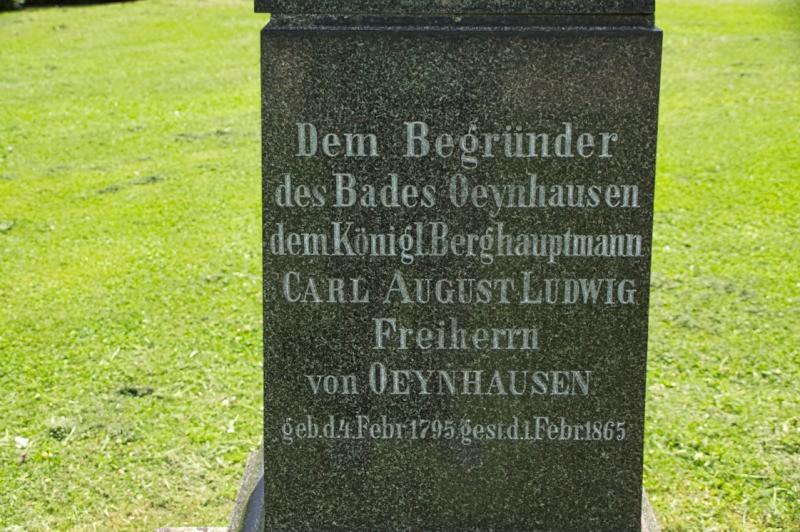 Dem Begründer
des Bades Oeynhausen
dem Königl. Berghauptmann
CARL AUGUST LUDWIG
Freiherrn
von OEYNHAUSEN
geb. d. 4. Febr. 1795. gest. d. 1. Febr. 1865